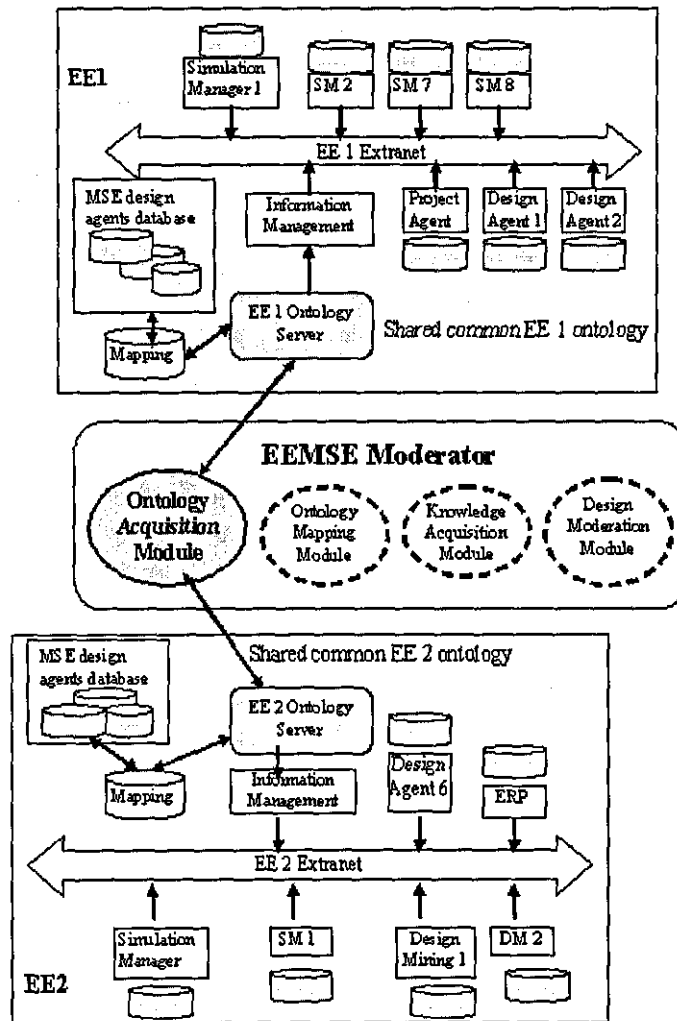 EE1
Simulation
Manager 1
SM 2
SM 7
SM 8
EE 1 Extranet
MSE design
agents database
Information
Management
Project
Agent
Design
Agent 1
Design
Agent 2
EE 1 Ontology
Server
Shared common EE 1 ontology
Mapping
EEMSE Moderator
Ontology
Acquisition
Module
Ontology
Mapping
Module
Knowledge
Acquisition
Module
Design
Moderation
Module
MSE design
agents database
Shared common EE 2 ontology
EE 2 Ontology
Server
Mapping
Information
Management
Design
Agent 6
ERP
EE 2 Extranet
Simulation
Manager
SM 1
Design
Mining 1
DM 2
EE2